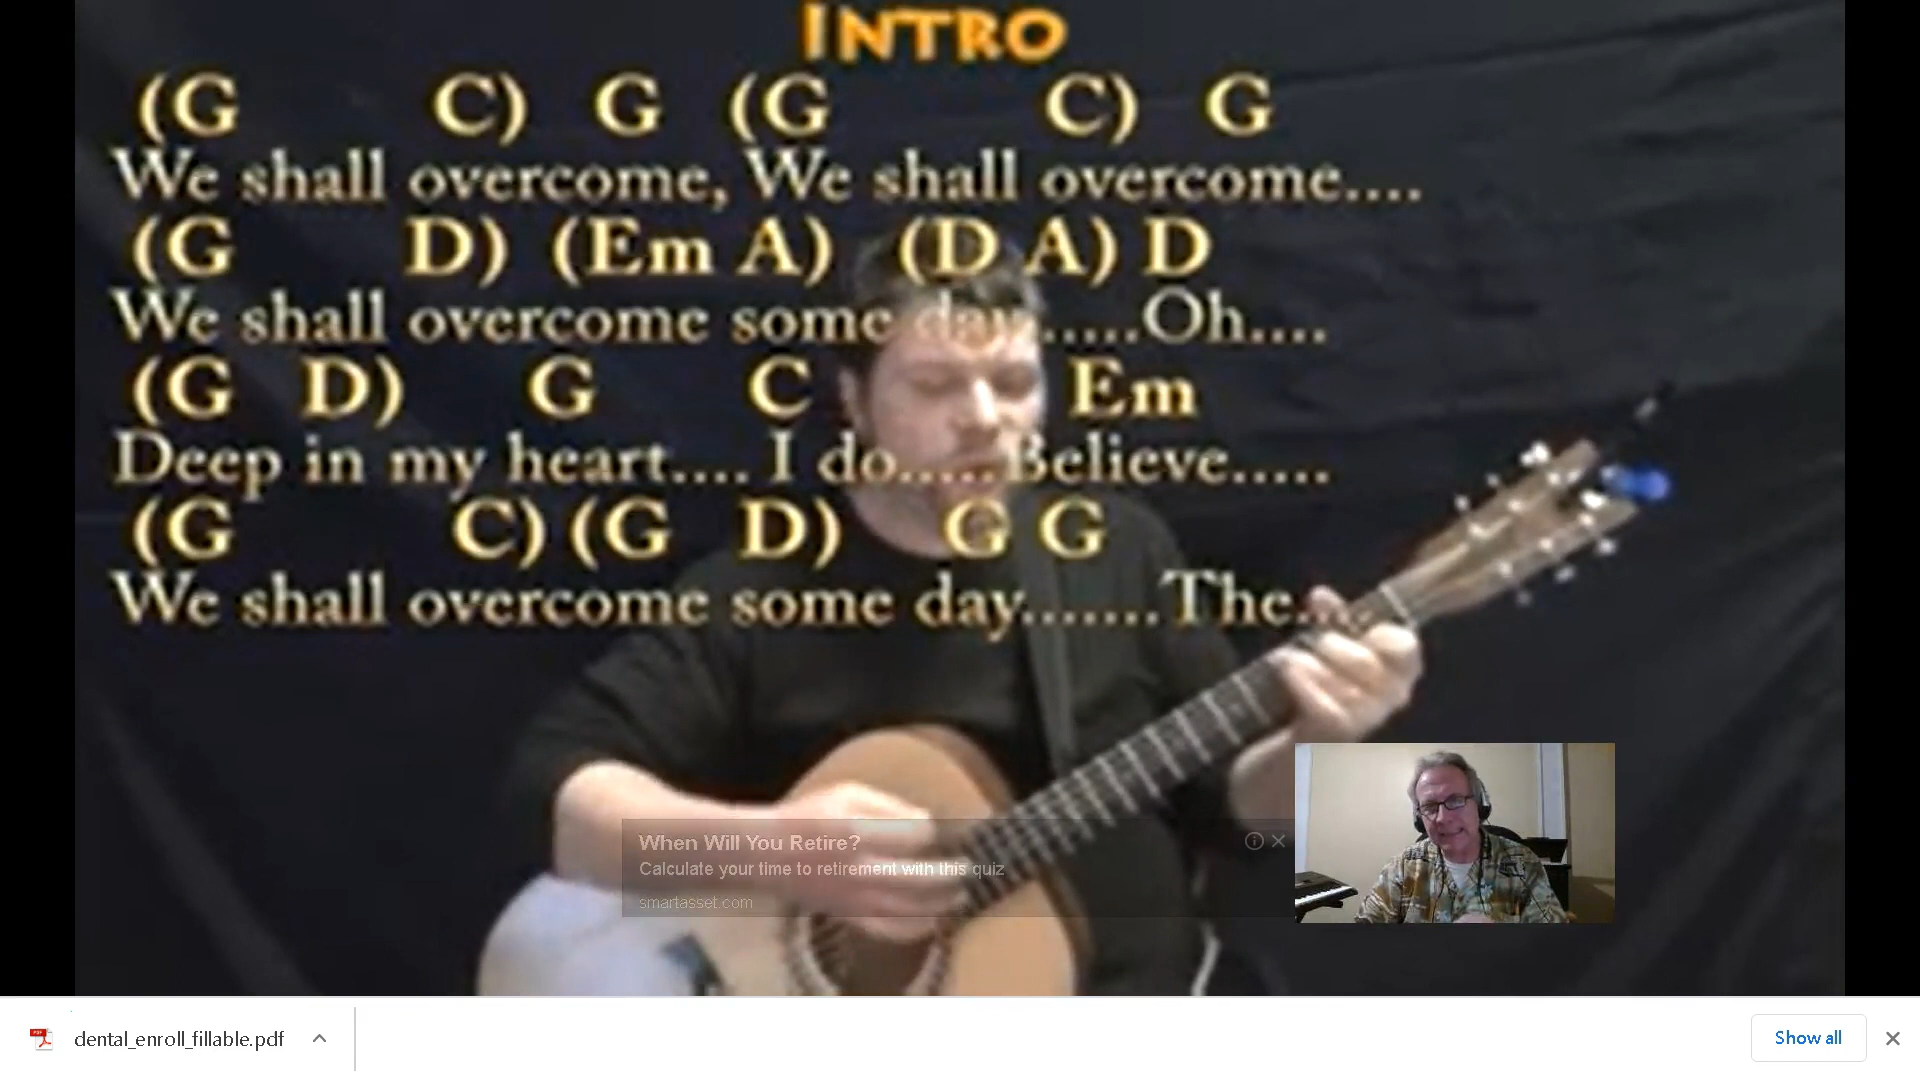 INTRO
(G C) G (G C) G
We shall overcome, We shall overcome....
(G D) (Em A) (D A) D
We shall overcome some day......Oh....
(G D) G C Em
Deep in my heart.... I do.....Believe.....
(G C) (G D) G G
We shall overcome some day.......The....
When Will You Retire?
Calculate your time to retirement with this quiz
smartasset.com
dental_enroll_fillable.pdf
Show all